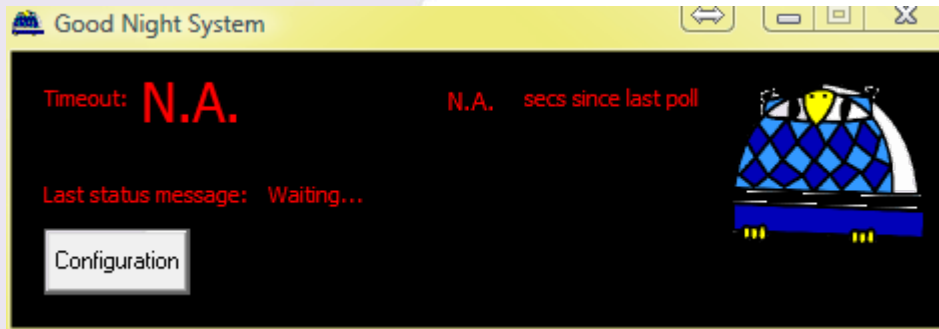 Good Night System
Timeout: N.A. N.A. secs since last poll
Last status message: Waiting...
Configuration